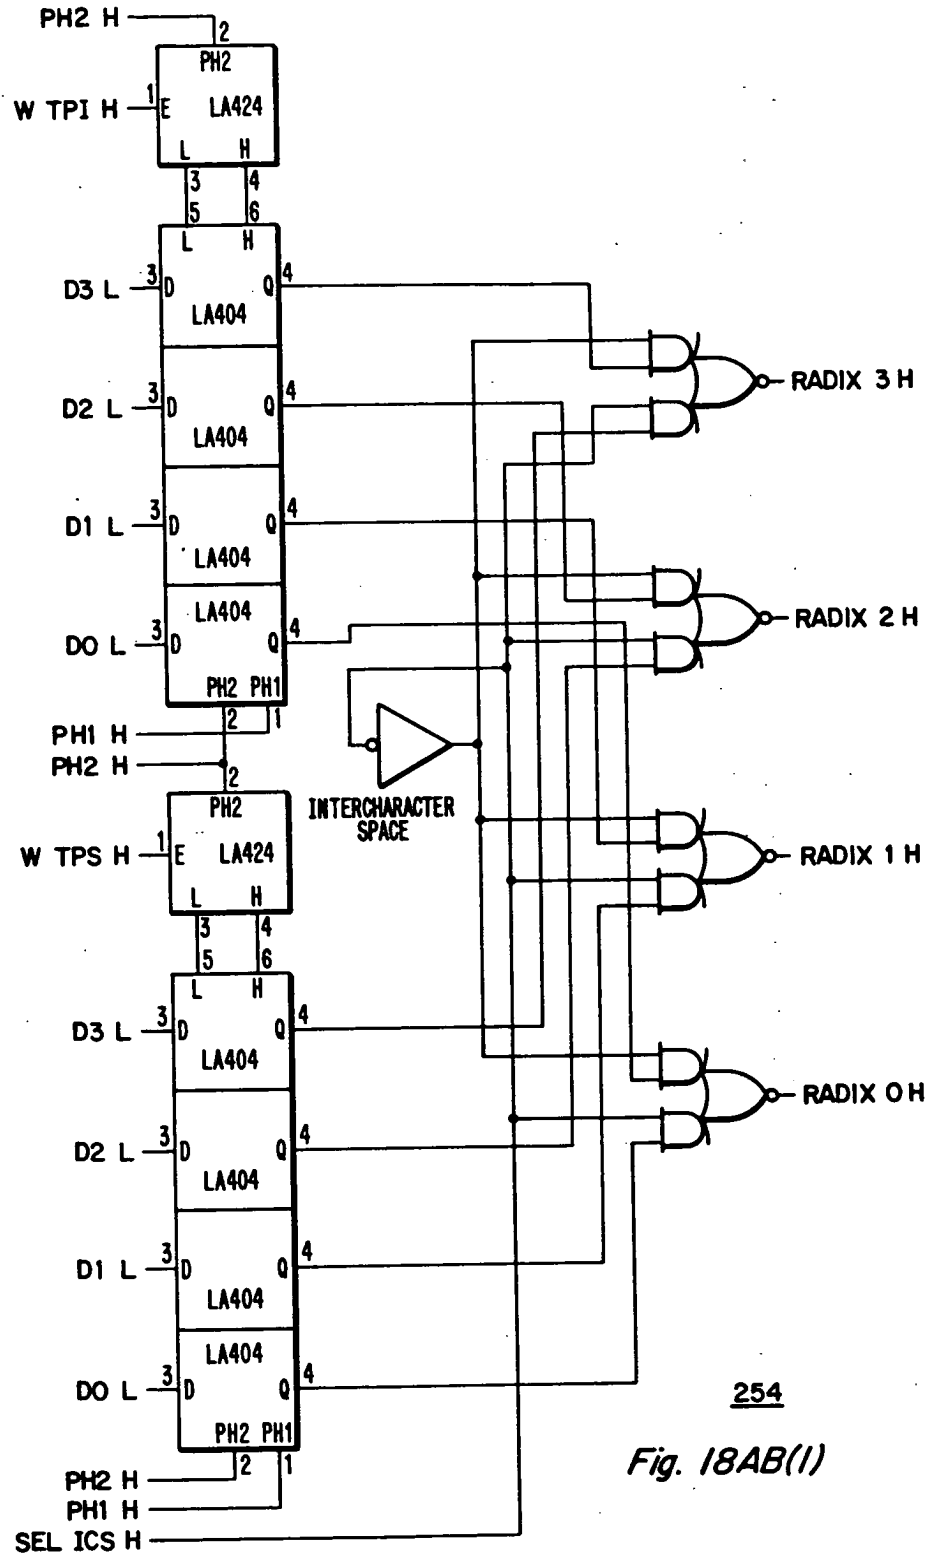 PH2 H
2
PH2
W TPI H
1
E
LA424
L H
3 4
5 6
L H
D3 L
3
D
Q
4
LA404
RADIX 3 H
D2 L
3
D
Q
4
LA404
D1 L
3
D
Q
4
LA404
RADIX 2 H
LA404
D0 L
3
D
Q
4
PH2 PH1
2 1
PH1 H
PH2 H
2
PH2
INTERCHARACTER
SPACE
W TPS H
1
E
LA424
RADIX 1 H
L H
3 4
5 6
L H
D3 L
3
D
Q
4
LA404
RADIX 0 H
D2 L
3
D
Q
4
LA404
D1 L
3
D
Q
4
LA404
LA404
D0 L
3
D
Q
4
254
PH2 PH1
2 1
Fig. 18AB(1)
PH2 H
PH1 H
SEL ICS H